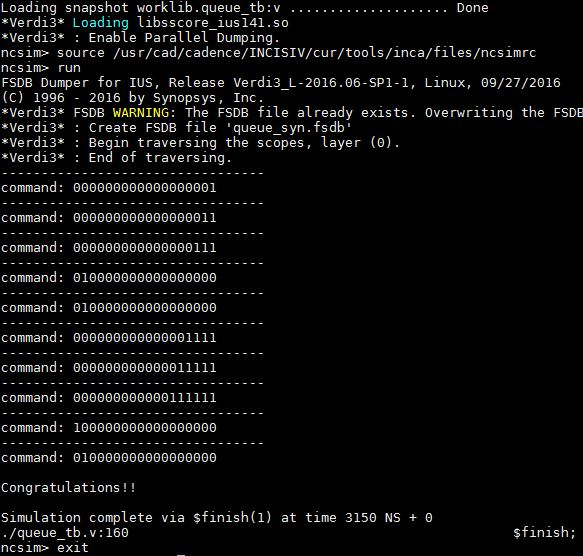 Loading snapshot worklib.queue_tb:v .................... Done
*Verdi3* Loading libsscore_ius141.so
*Verdi3* : Enable Parallel Dumping.
ncsim> source /usr/cad/cadence/INCISIV/cur/tools/inca/files/ncsimrc
ncsim> run
FSDB Dumper for IUS, Release Verdi3_L-2016.06-SP1-1, Linux, 09/27/2016
(C) 1996 - 2016 by Synopsys, Inc.
*Verdi3* FSDB WARNING: The FSDB file already exists. Overwriting the FSDB
*Verdi3* : Create FSDB file 'queue_syn.fsdb'
*Verdi3* : Begin traversing the scopes, layer (0).
*Verdi3* : End of traversing.
--------------------------------
command: 000000000000000001
--------------------------------
command: 000000000000000011
--------------------------------
command: 000000000000000111
--------------------------------
command: 010000000000000000
--------------------------------
command: 010000000000000000
--------------------------------
command: 000000000000001111
--------------------------------
command: 000000000000011111
--------------------------------
command: 000000000000111111
--------------------------------
command: 100000000000000000
--------------------------------
command: 010000000000000000

Congratulations!!

Simulation complete via $finish(1) at time 3150 NS + 0
./queue_tb.v:160                                               $finish;
ncsim> exit